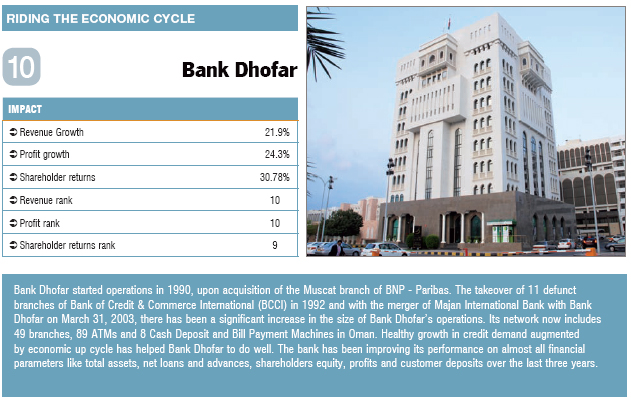 RIDING THE ECONOMIC CYCLE
10
Bank Dhofar
IMPACT
➲ Revenue Growth 21.9%
➲ Profit growth 24.3%
➲ Shareholder returns 30.78%
➲ Revenue rank 10
➲ Profit rank 10
➲ Shareholder returns rank 9
Bank Dhofar started operations in 1990, upon acquisition of the Muscat branch of BNP - Paribas. The takeover of 11 defunct
branches of Bank of Credit & Commerce International (BCCI) in 1992 and with the merger of Majan International Bank with Bank
Dhofar on March 31, 2003, there has been a significant increase in the size of Bank Dhofar's operations. Its network now includes
49 branches, 89 ATMs and 8 Cash Deposit and Bill Payment Machines in Oman. Healthy growth in credit demand augmented
by economic up cycle has helped Bank Dhofar to do well. The bank has been improving its performance on almost all financial
parameters like total assets, net loans and advances, shareholders equity, profits and customer deposits over the last three years.